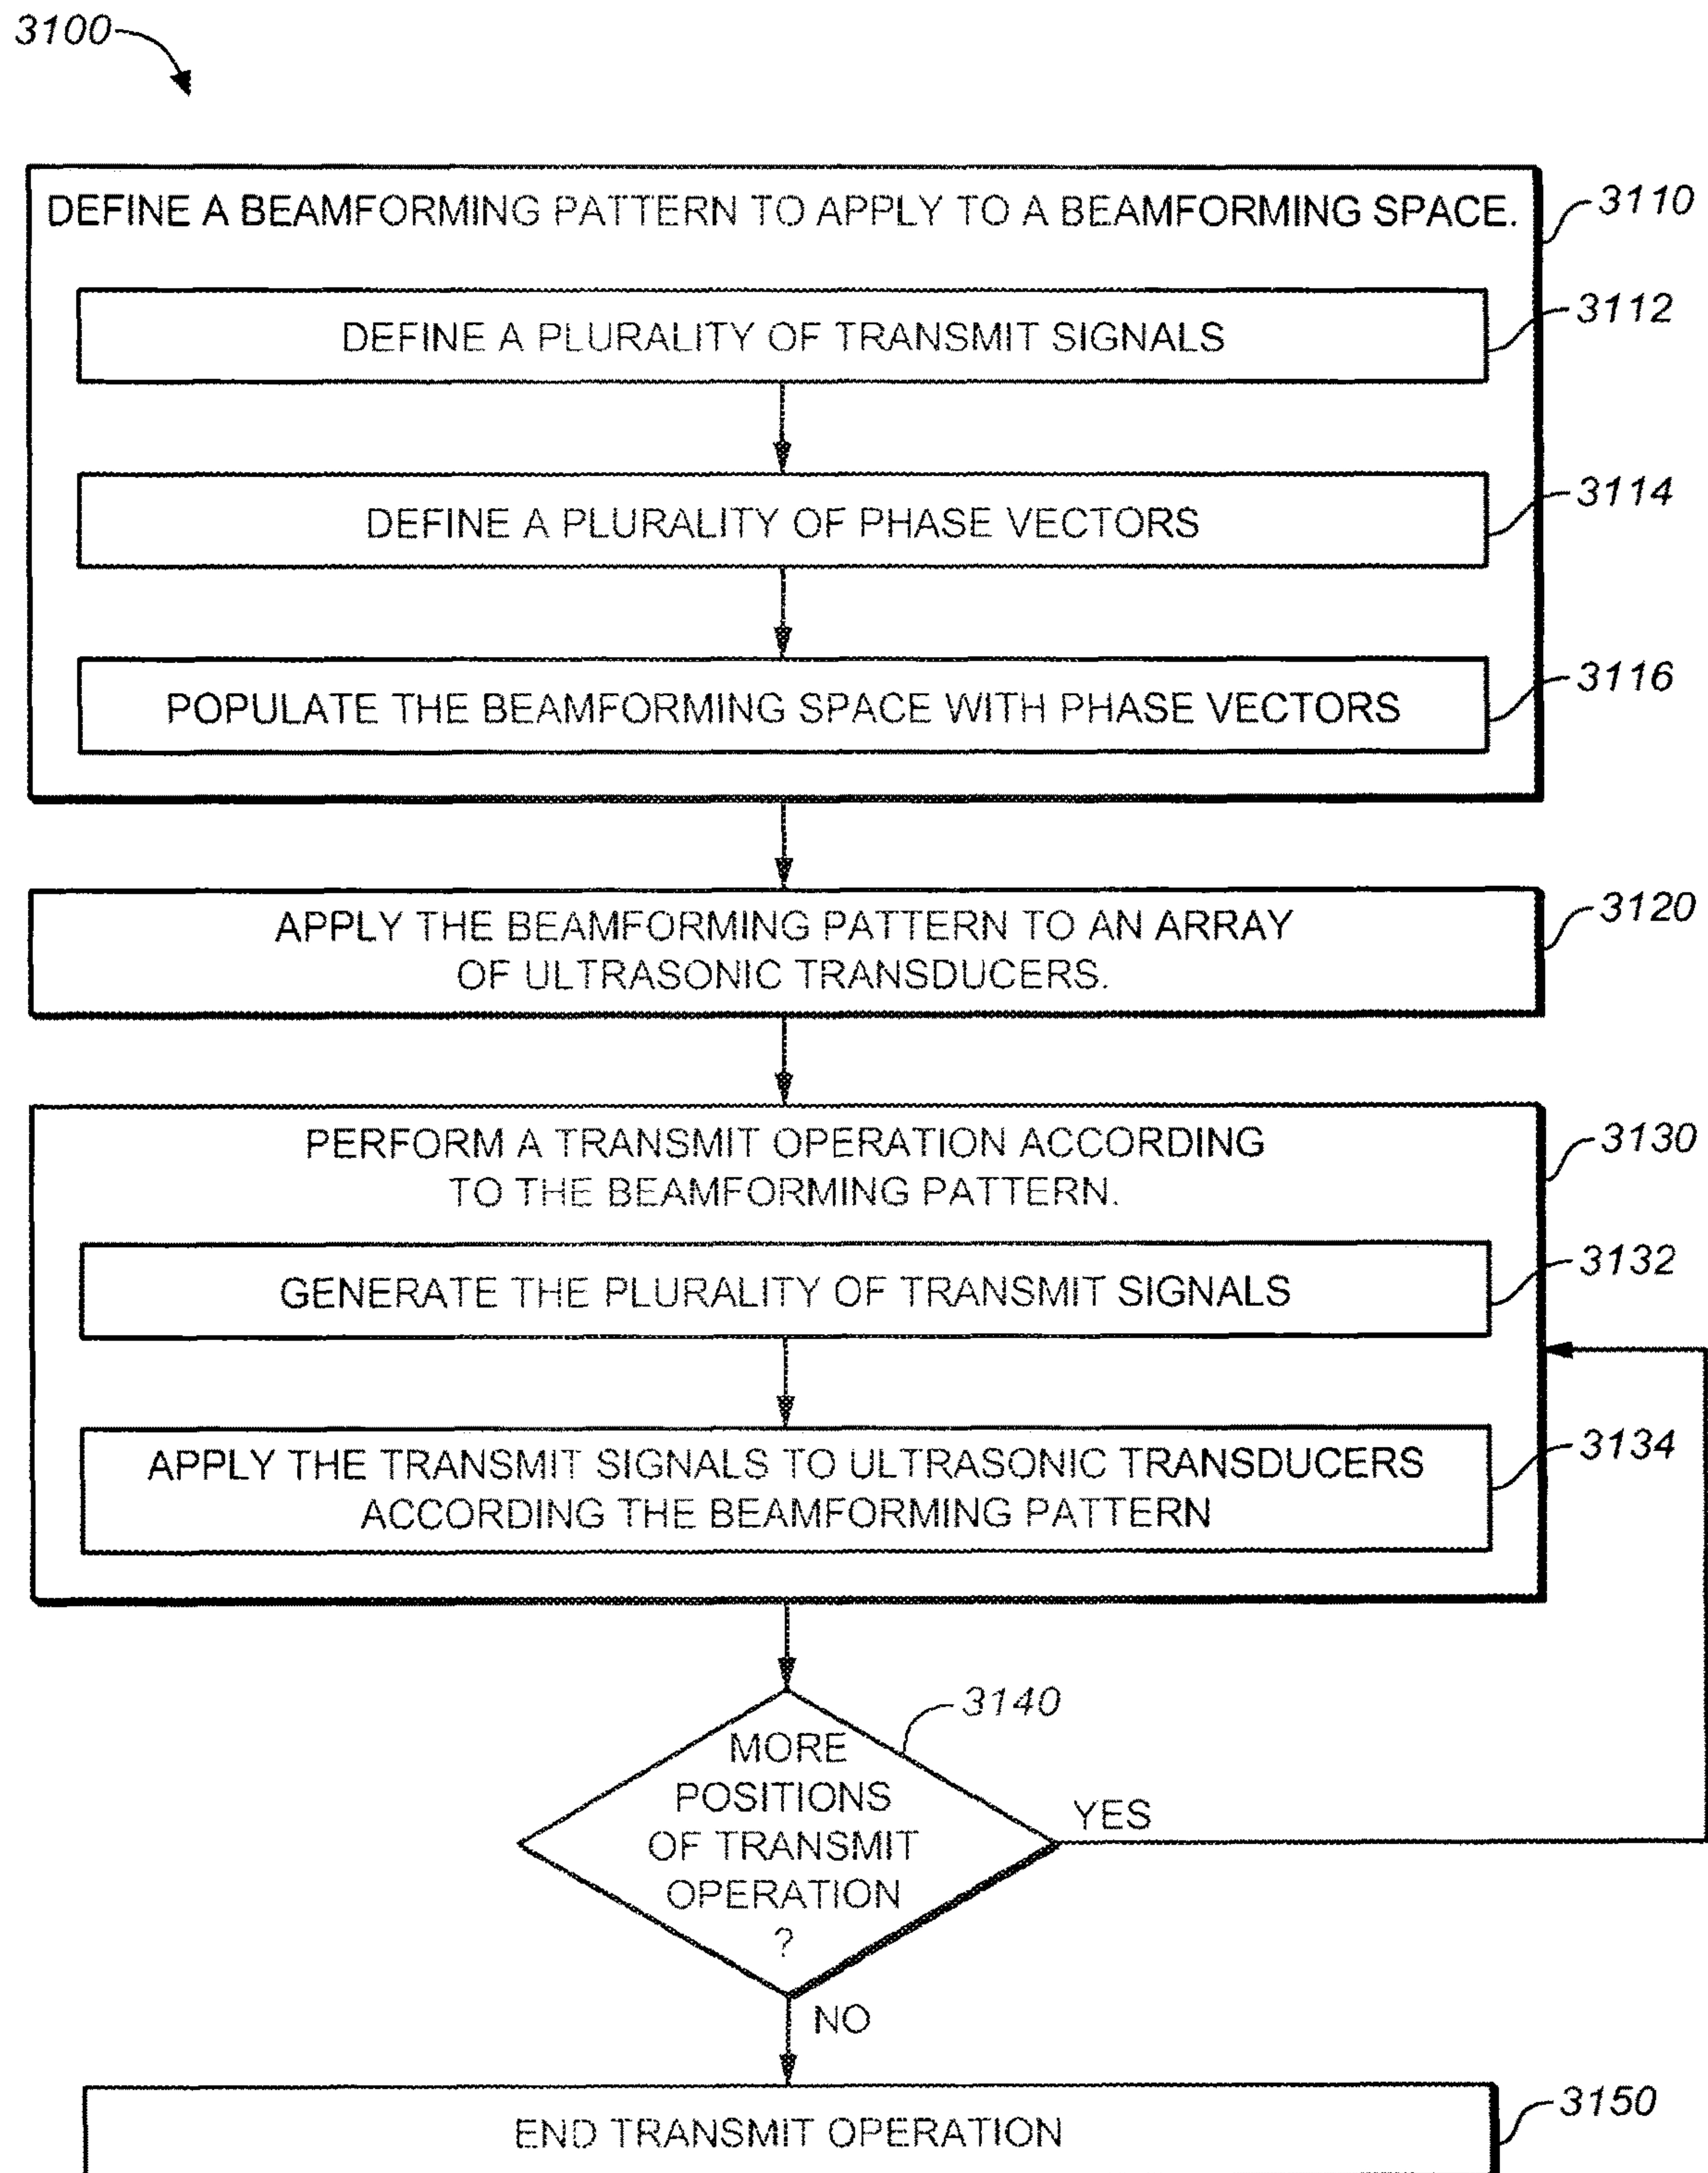 3100
DEFINE A BEAMFORMING PATTERN TO APPLY TO A BEAMFORMING SPACE.
3110
DEFINE A PLURALITY OF TRANSMIT SIGNALS
3112
DEFINE A PLURALITY OF PHASE VECTORS
3114
POPULATE THE BEAMFORMING SPACE WITH PHASE VECTORS
3116
APPLY THE BEAMFORMING PATTERN TO AN ARRAY
OF ULTRASONIC TRANSDUCERS.
3120
PERFORM A TRANSMIT OPERATION ACCORDING
TO THE BEAMFORMING PATTERN.
3130
GENERATE THE PLURALITY OF TRANSMIT SIGNALS
3132
APPLY THE TRANSMIT SIGNALS TO ULTRASONIC TRANSDUCERS
ACCORDING THE BEAMFORMING PATTERN
3134
MORE
POSITIONS
OF TRANSMIT
OPERATION
?
3140
YES
NO
END TRANSMIT OPERATION
3150